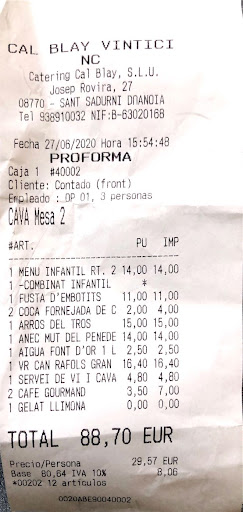 CAL BLAY VINTICI
NC
Catering Cal Blay, S.L.U.
Josep Rovira, 27
08770 - SANT SADURNI DNANOIA
Tel 938910032 NIF:B-63020168
Fecha 27/06/2020 Hora 15:54:48
PROFORMA
Caja 1 #40002
Cliente: Contado (front)
Empleado : OP 01, 3 personas
CAVA Mesa 2
#ART. PU IMP
1 MENU INFANTIL RT. 2 14,00 14,00
1 -COMBINAT INFANTIL *
1 FUSTA D'EMBOTITS 11,00 11,00
2 COCA FORNEJADA DE C 2,00 4,00
1 ARROS DEL TROS 15,00 15,00
1 ANEC MUT DEL PENEDE 14,00 14,00
1 AIGUA FONT D'OR 1 L 2,50 2,50
1 VR CAN RAFOLS GRAN 16,40 16,40
1 SERVEI DE VI I CAVA 4,80 4,80
2 CAFE GOURMAND 3,50 7,00
1 GELAT LLIMONA 0,00 0,00
TOTAL 88,70 EUR
Precio/Persona 29,57 EUR
Base 80,64 IVA 10% 8,06
*00202 12 artículos
0020ABE80040002